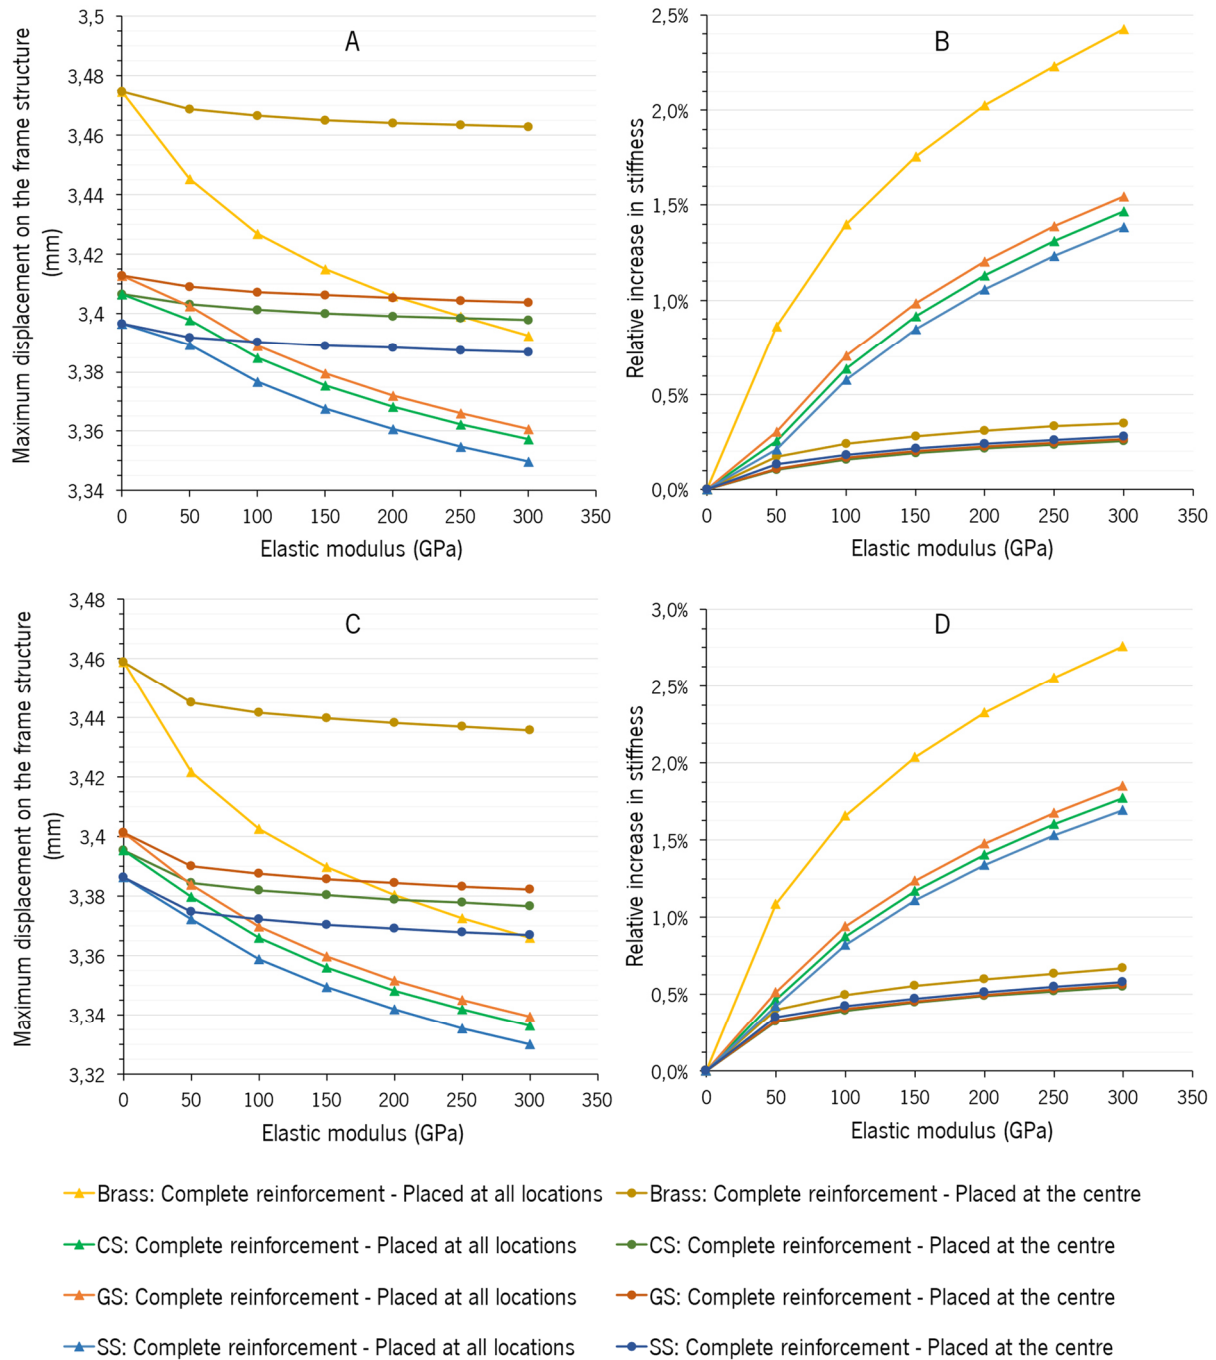 A
Maximum displacement on the frame structure
(mm)
3,5
3,48
3,46
3,44
3,42
3,4
3,38
3,36
3,34
0 50 100 150 200 250 300 350
Elastic modulus (GPa)
B
Relative increase in stiffness
2,5%
2,0%
1,5%
1,0%
0,5%
0,0%
0 50 100 150 200 250 300 350
Elastic modulus (GPa)
C
Maximum displacement on the frame structure
(mm)
3,48
3,46
3,44
3,42
3,4
3,38
3,36
3,34
3,32
0 50 100 150 200 250 300 350
Elastic modulus (GPa)
D
Relative increase in stiffness
3,0%
2,5%
2,0%
1,5%
1,0%
0,5%
0,0%
0 50 100 150 200 250 300 350
Elastic modulus (GPa)
Brass: Complete reinforcement - Placed at all locations
Brass: Complete reinforcement - Placed at the centre
CS: Complete reinforcement - Placed at all locations
CS: Complete reinforcement - Placed at the centre
GS: Complete reinforcement - Placed at all locations
GS: Complete reinforcement - Placed at the centre
SS: Complete reinforcement - Placed at all locations
SS: Complete reinforcement - Placed at the centre